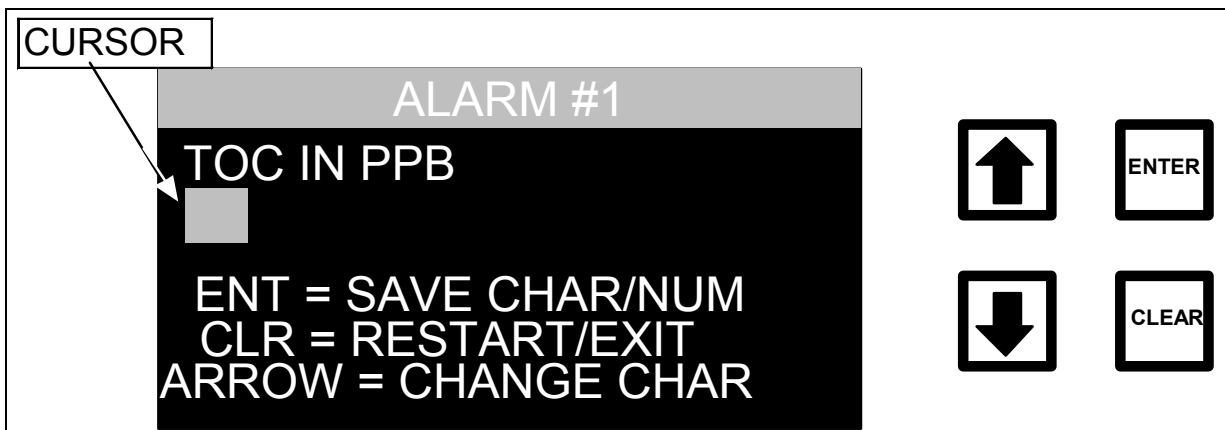 CURSOR
ALARM #1
TOC IN PPB
ENT = SAVE CHAR/NUM
CLR = RESTART/EXIT
ARROW = CHANGE CHAR
ENTER
CLEAR